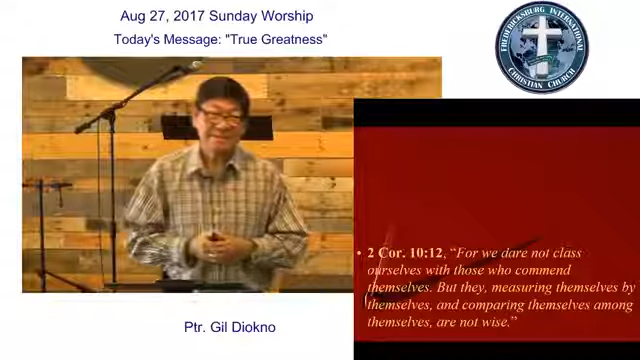 Aug 27, 2017 Sunday Worship
Today's Message: "True Greatness"
FREDERICKSBURG INTERNATIONAL
CHRISTIAN CHURCH
• 2 Cor. 10:12, “For we dare not class
ourselves with those who commend
themselves. But they, measuring themselves by
themselves, and comparing themselves among
themselves, are not wise.”
Ptr. Gil Diokno